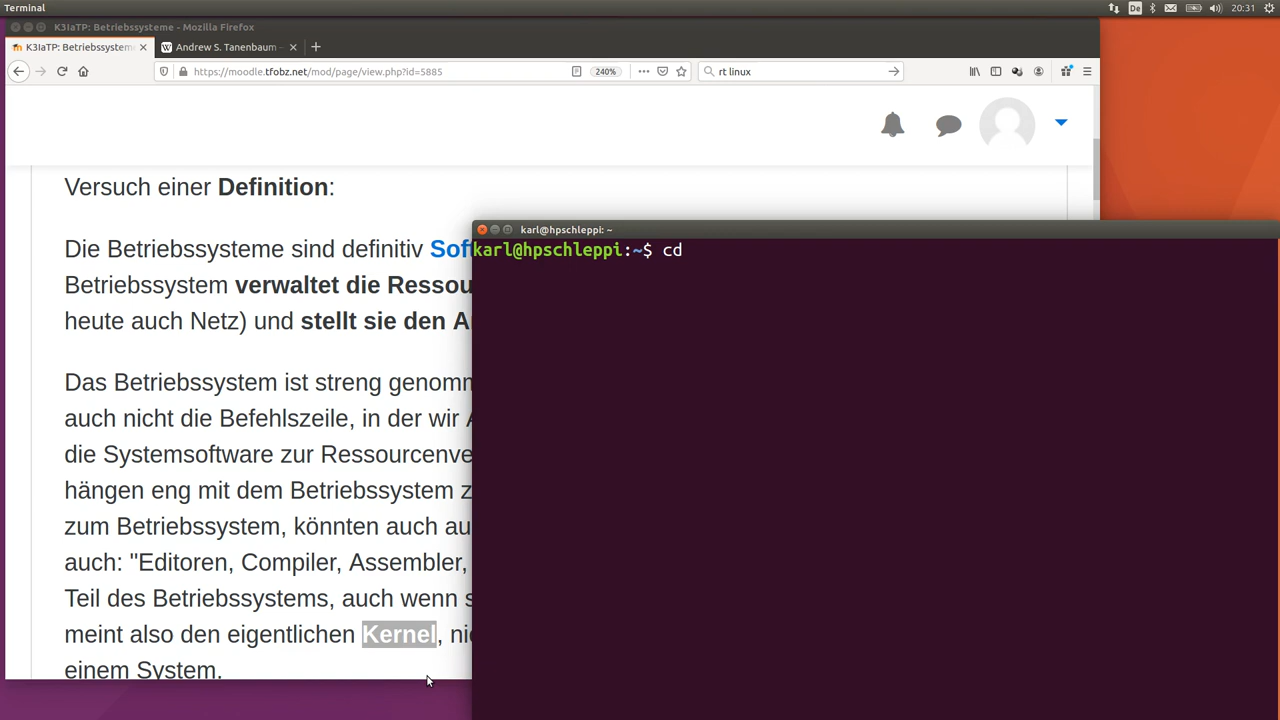 Terminal
De
20:31
K3IaTP: Betriebssysteme - Mozilla Firefox
K3IaTP: Betriebssysteme
Andrew S. Tanenbaum –
https://moodle.tfobz.net/mod/page/view.php?id=5885
240%
rt linux
Versuch einer Definition:
Die Betriebssysteme sind definitiv Sof
Betriebssystem verwaltet die Ressou
heute auch Netz) und stellt sie den A
Das Betriebssystem ist streng genomm
auch nicht die Befehlszeile, in der wir A
die Systemsoftware zur Ressourcenve
hängen eng mit dem Betriebssystem z
zum Betriebssystem, könnten auch au
auch: "Editoren, Compiler, Assembler,
Teil des Betriebssystems, auch wenn s
meint also den eigentlichen Kernel, nic
einem System.
karl@hpschleppi: ~
karl@hpschleppi:~$ cd